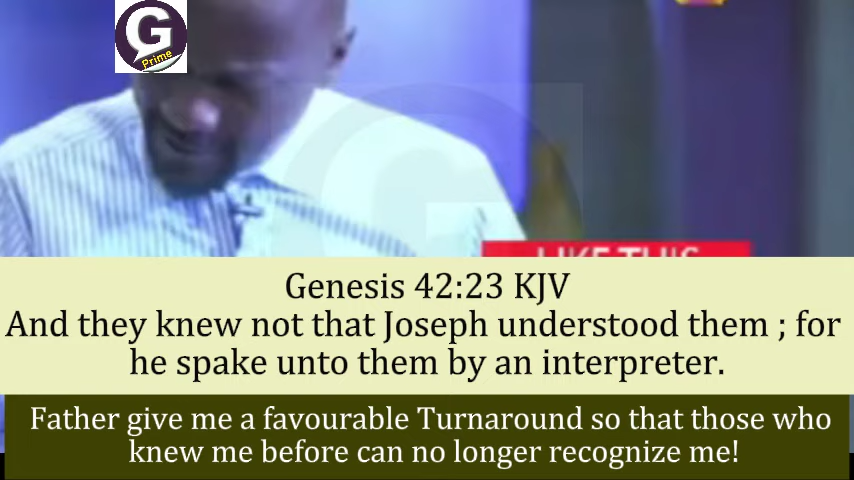 G
Prime
LIKE THIS
Genesis 42:23 KJV
And they knew not that Joseph understood them ; for
he spake unto them by an interpreter.
Father give me a favourable Turnaround so that those who
knew me before can no longer recognize me!